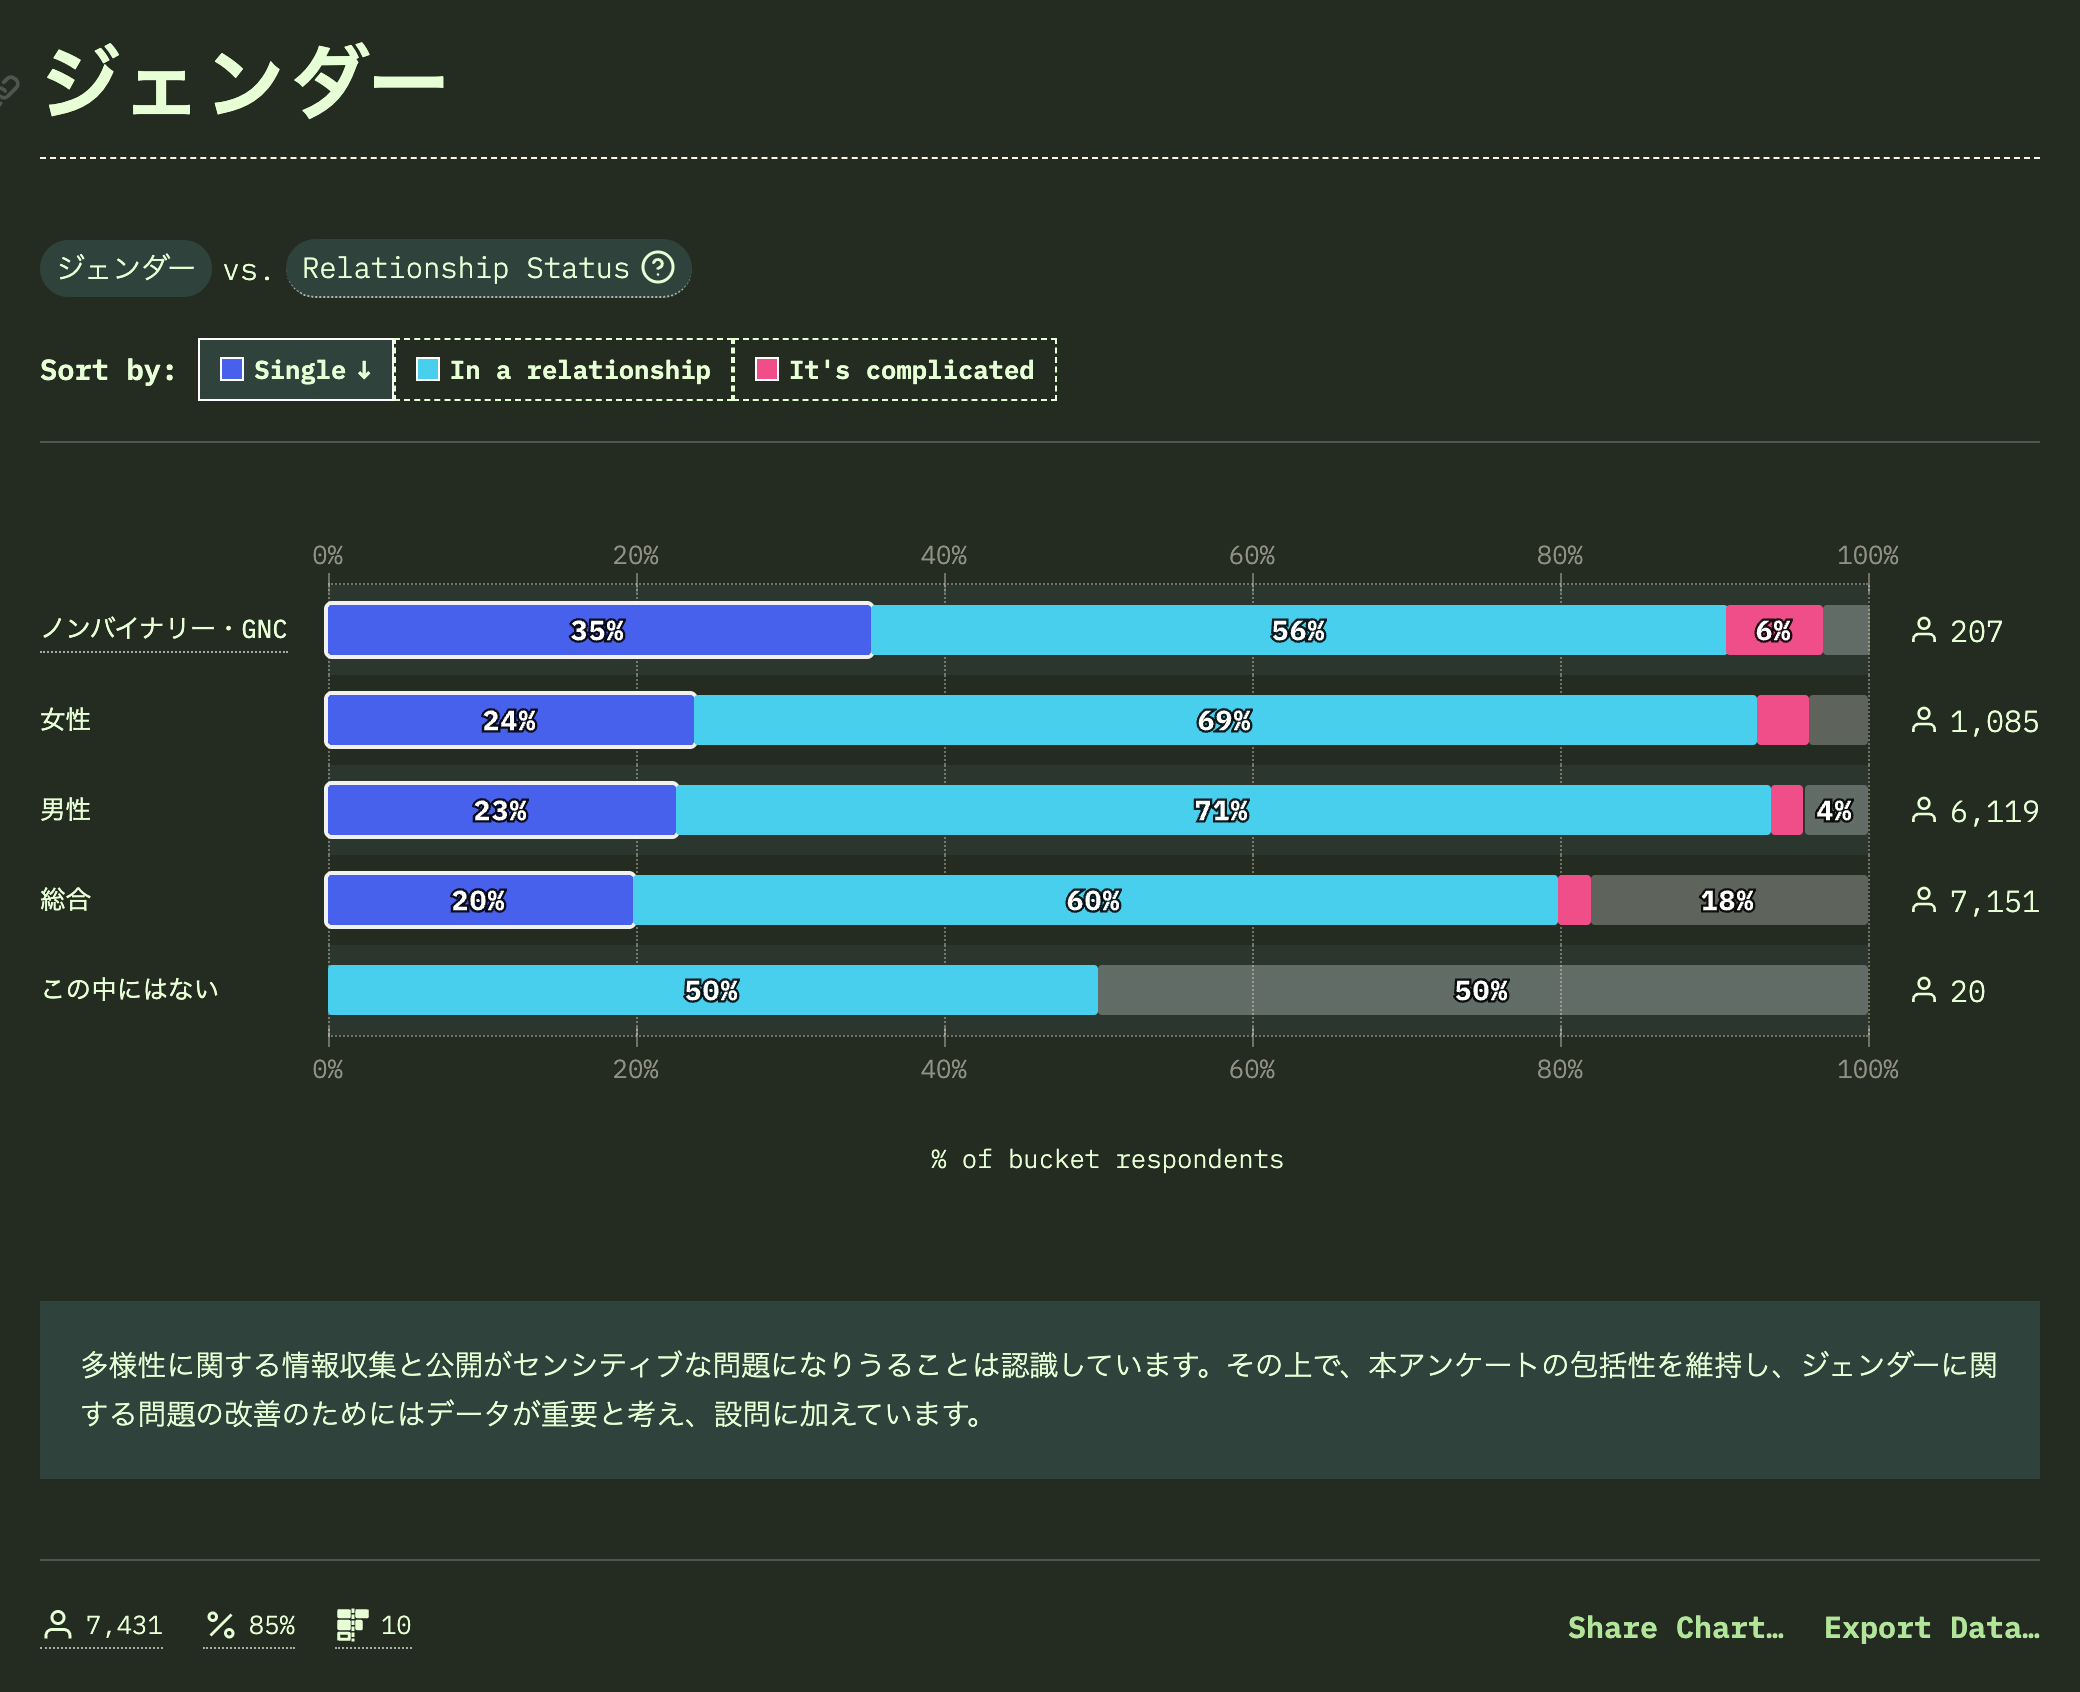 ジェンダー
ジェンダー vs. Relationship Status ?
Sort by: Single ↓ In a relationship It's complicated
0% 20% 40% 60% 80% 100%
ノンバイナリー・GNC 35% 56% 6% 207
女性 24% 69% 1,085
男性 23% 71% 4% 6,119
総合 20% 60% 18% 7,151
この中にはない 50% 50% 20
0% 20% 40% 60% 80% 100%
% of bucket respondents
多様性に関する情報収集と公開がセンシティブな問題になりうることは認識しています。その上で、本アンケートの包括性を維持し、ジェンダーに関
する問題の改善のためにはデータが重要と考え、設問に加えています。
7,431 % 85% 10 Share Chart… Export Data…